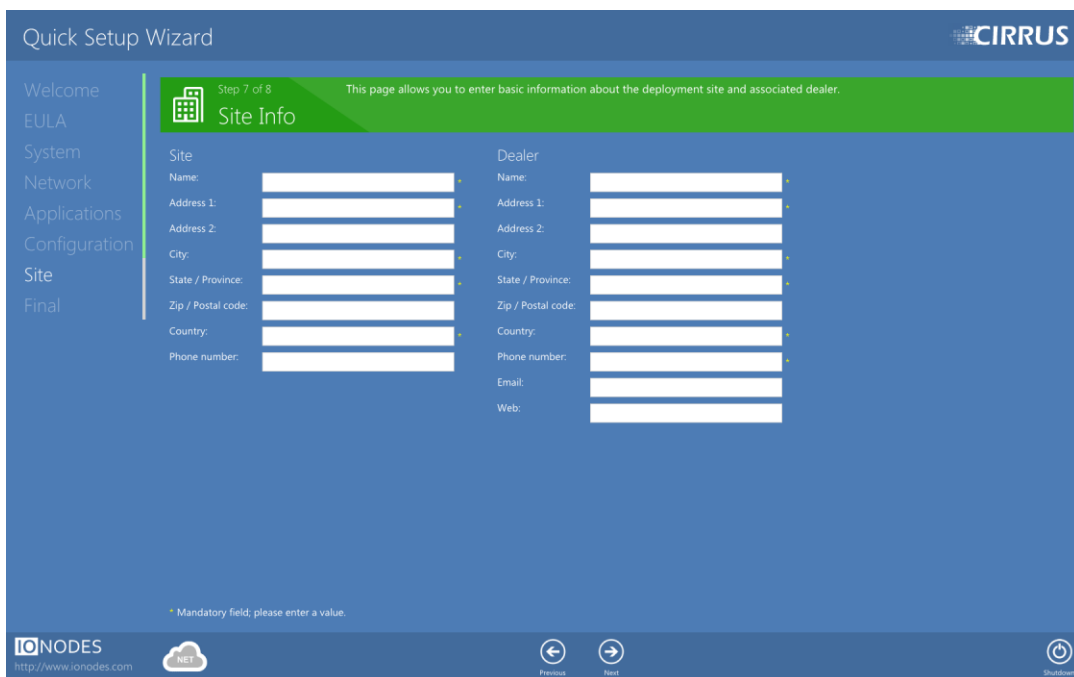 Quick Setup Wizard
CIRRUS
Welcome
EULA
System
Network
Applications
Configuration
Site
Final
Step 7 of 8
Site Info
This page allows you to enter basic information about the deployment site and associated dealer.
Site
Name: *
Address 1: *
Address 2:
City: *
State / Province: *
Zip / Postal code:
Country: *
Phone number:
Dealer
Name: *
Address 1: *
Address 2:
City: *
State / Province: *
Zip / Postal code:
Country: *
Phone number: *
Email:
Web:
* Mandatory field; please enter a value.
IONODES
http://www.ionodes.com
NET
Previous
Next
Shutdown